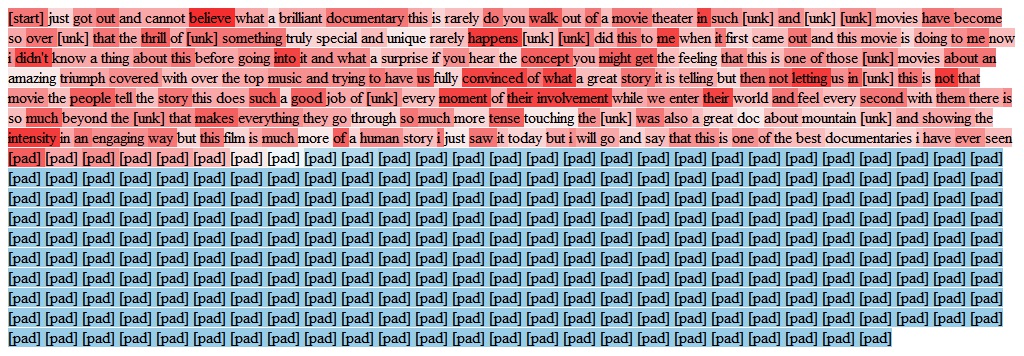 [start] just got out and cannot believe what a brilliant documentary this is rarely do you walk out of a movie theater in such [unk] and [unk] [unk] movies have become
so over [unk] that the thrill of [unk] something truly special and unique rarely happens [unk] [unk] did this to me when it first came out and this movie is doing to me now
i didn't know a thing about this before going into it and what a surprise if you hear the concept you might get the feeling that this is one of those [unk] movies about an
amazing triumph covered with over the top music and trying to have us fully convinced of what a great story it is telling but then not letting us in [unk] this is not that
movie the people tell the story this does such a good job of [unk] every moment of their involvement while we enter their world and feel every second with them there is
so much beyond the [unk] that makes everything they go through so much more tense touching the [unk] was also a great doc about mountain [unk] and showing the
intensity in an engaging way but this film is much more of a human story i just saw it today but i will go and say that this is one of the best documentaries i have ever seen
[pad] [pad] [pad] [pad] [pad] [pad] [pad] [pad] [pad] [pad] [pad] [pad] [pad] [pad] [pad] [pad] [pad] [pad] [pad] [pad] [pad] [pad] [pad] [pad] [pad] [pad] [pad]
[pad] [pad] [pad] [pad] [pad] [pad] [pad] [pad] [pad] [pad] [pad] [pad] [pad] [pad] [pad] [pad] [pad] [pad] [pad] [pad] [pad] [pad] [pad] [pad] [pad] [pad] [pad]
[pad] [pad] [pad] [pad] [pad] [pad] [pad] [pad] [pad] [pad] [pad] [pad] [pad] [pad] [pad] [pad] [pad] [pad] [pad] [pad] [pad] [pad] [pad] [pad] [pad] [pad] [pad]
[pad] [pad] [pad] [pad] [pad] [pad] [pad] [pad] [pad] [pad] [pad] [pad] [pad] [pad] [pad] [pad] [pad] [pad] [pad] [pad] [pad] [pad] [pad] [pad] [pad] [pad] [pad]
[pad] [pad] [pad] [pad] [pad] [pad] [pad] [pad] [pad] [pad] [pad] [pad] [pad] [pad] [pad] [pad] [pad] [pad] [pad] [pad] [pad] [pad] [pad] [pad] [pad] [pad] [pad]
[pad] [pad] [pad] [pad] [pad] [pad] [pad] [pad] [pad] [pad] [pad] [pad] [pad] [pad] [pad] [pad] [pad] [pad] [pad] [pad] [pad] [pad] [pad] [pad] [pad] [pad] [pad]
[pad] [pad] [pad] [pad] [pad] [pad] [pad] [pad] [pad] [pad] [pad] [pad] [pad] [pad] [pad] [pad] [pad] [pad] [pad] [pad] [pad] [pad] [pad] [pad] [pad] [pad] [pad]
[pad] [pad] [pad] [pad] [pad] [pad] [pad] [pad] [pad] [pad] [pad] [pad] [pad] [pad] [pad] [pad] [pad] [pad] [pad] [pad] [pad] [pad] [pad] [pad] [pad] [pad] [pad]
[pad] [pad] [pad] [pad] [pad] [pad] [pad] [pad] [pad] [pad] [pad] [pad] [pad] [pad] [pad] [pad] [pad] [pad] [pad] [pad] [pad] [pad] [pad] [pad] [pad] [pad] [pad]
[pad] [pad] [pad] [pad] [pad] [pad] [pad] [pad] [pad] [pad] [pad] [pad] [pad] [pad] [pad] [pad] [pad] [pad] [pad] [pad] [pad] [pad] [pad] [pad]